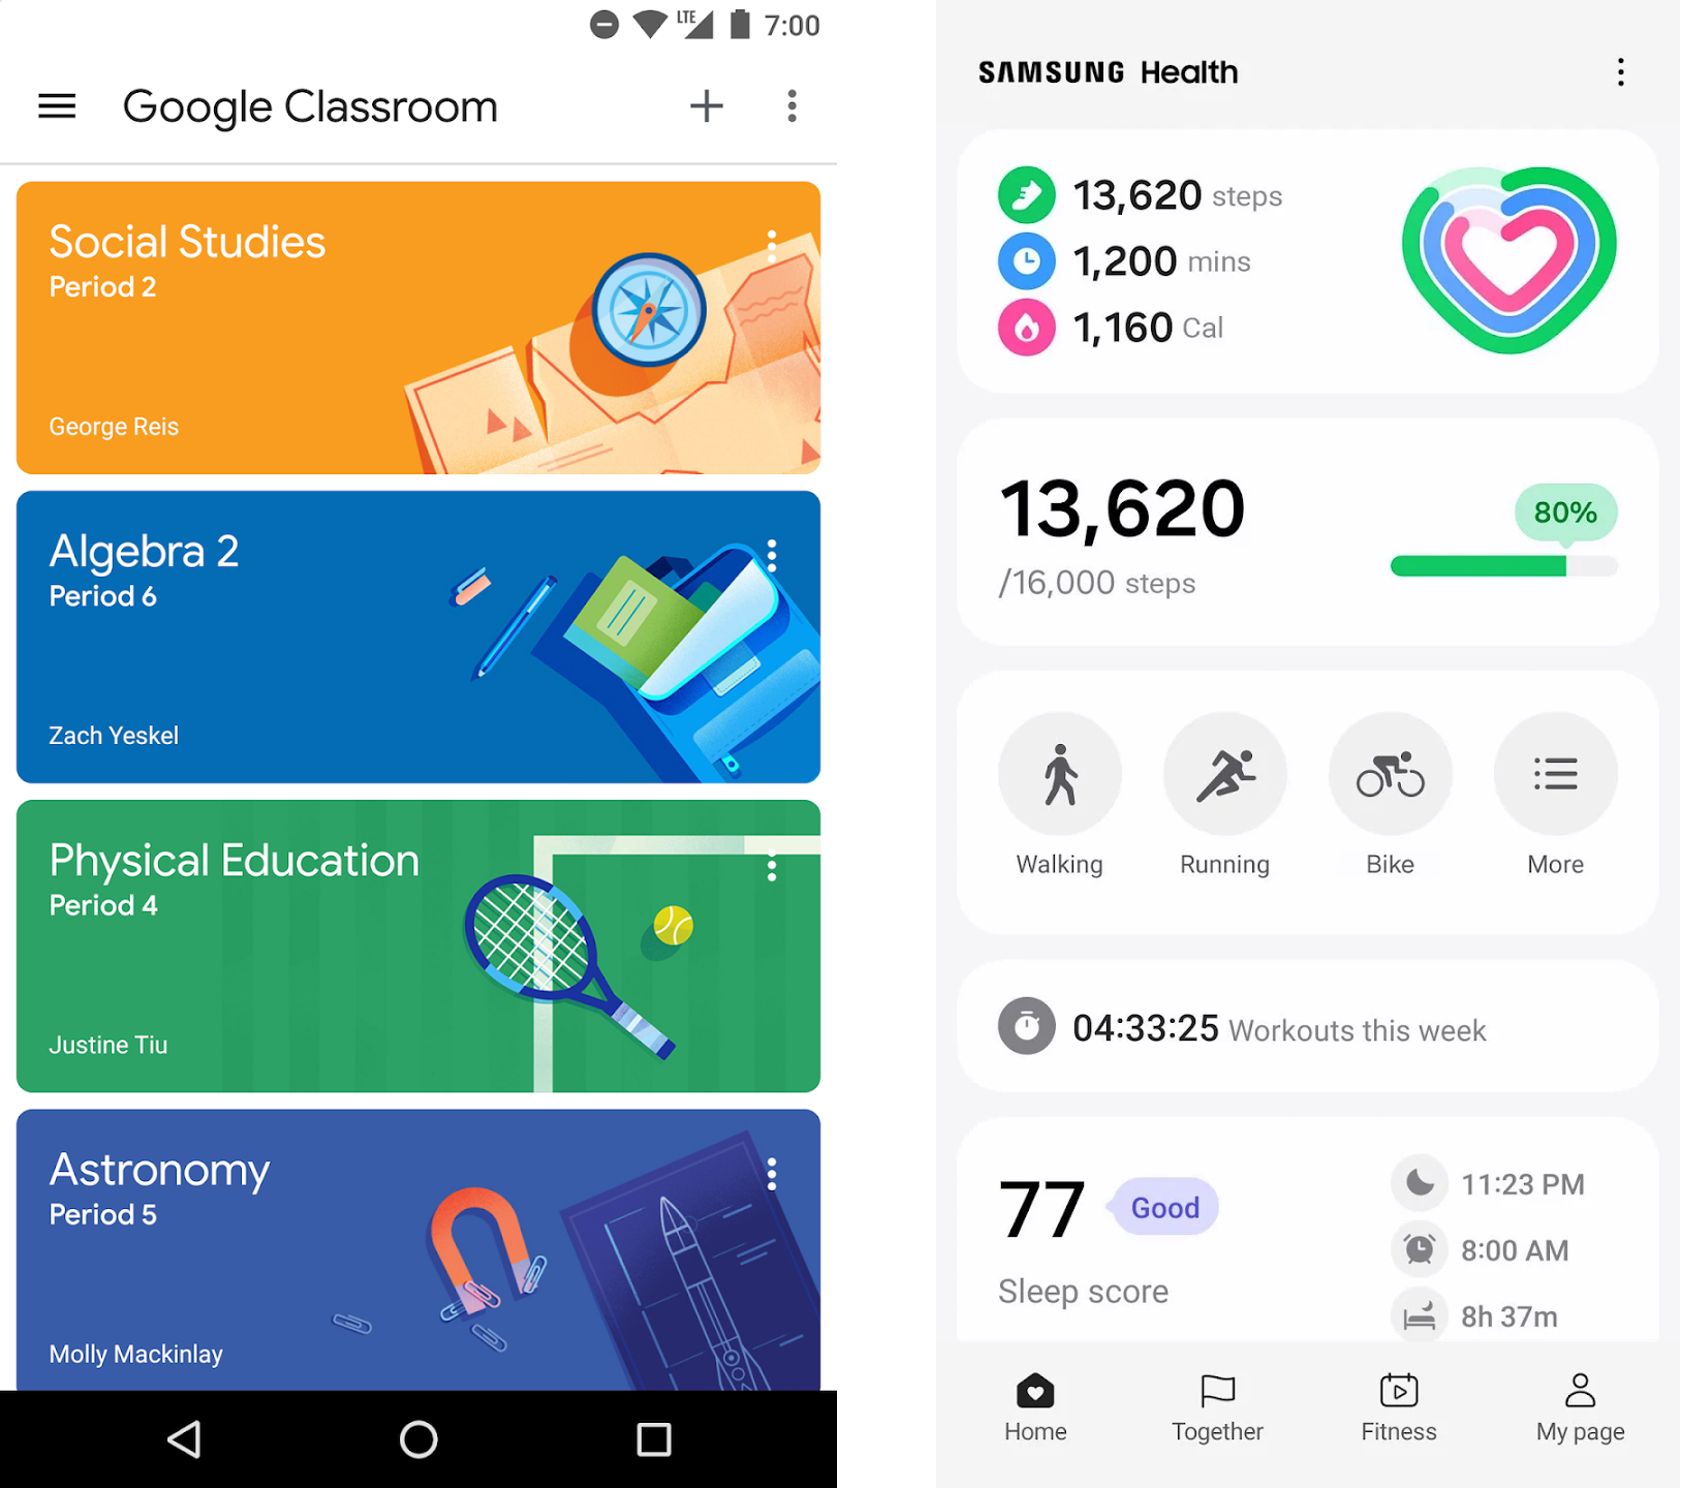 LTE 7:00
Google Classroom
Social Studies
Period 2
George Reis
Algebra 2
Period 6
Zach Yeskel
Physical Education
Period 4
Justine Tiu
Astronomy
Period 5
Molly Mackinlay
SAMSUNG Health
13,620 steps
1,200 mins
1,160 Cal
13,620
/16,000 steps
80%
Walking
Running
Bike
More
04:33:25 Workouts this week
77 Good
Sleep score
11:23 PM
8:00 AM
8h 37m
Home
Together
Fitness
My page